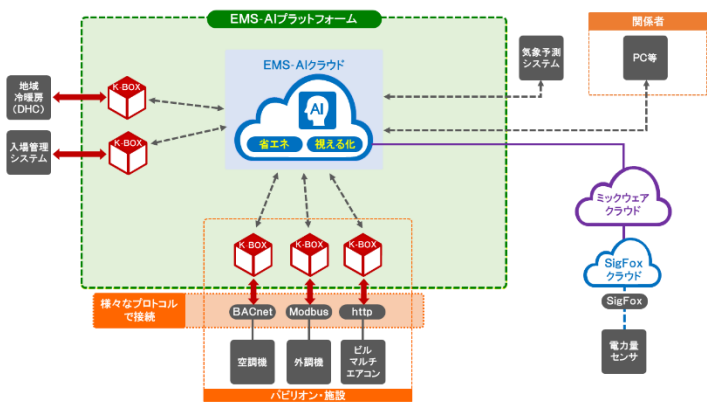 EMS-AIプラットフォーム
関係者
EMS-AIクラウド
AI
省エネ
視える化
気象予測
システム
PC等
地域
冷暖房
(DHC)
K-BOX
入場管理
システム
K-BOX
ミックウェア
クラウド
K-BOX
K-BOX
K-BOX
SigFox
クラウド
様々なプロトコル
で接続
BACnet
Modbus
http
SigFox
空調機
外調機
ビル
マルチ
エアコン
電力量
センサ
パビリオン・施設